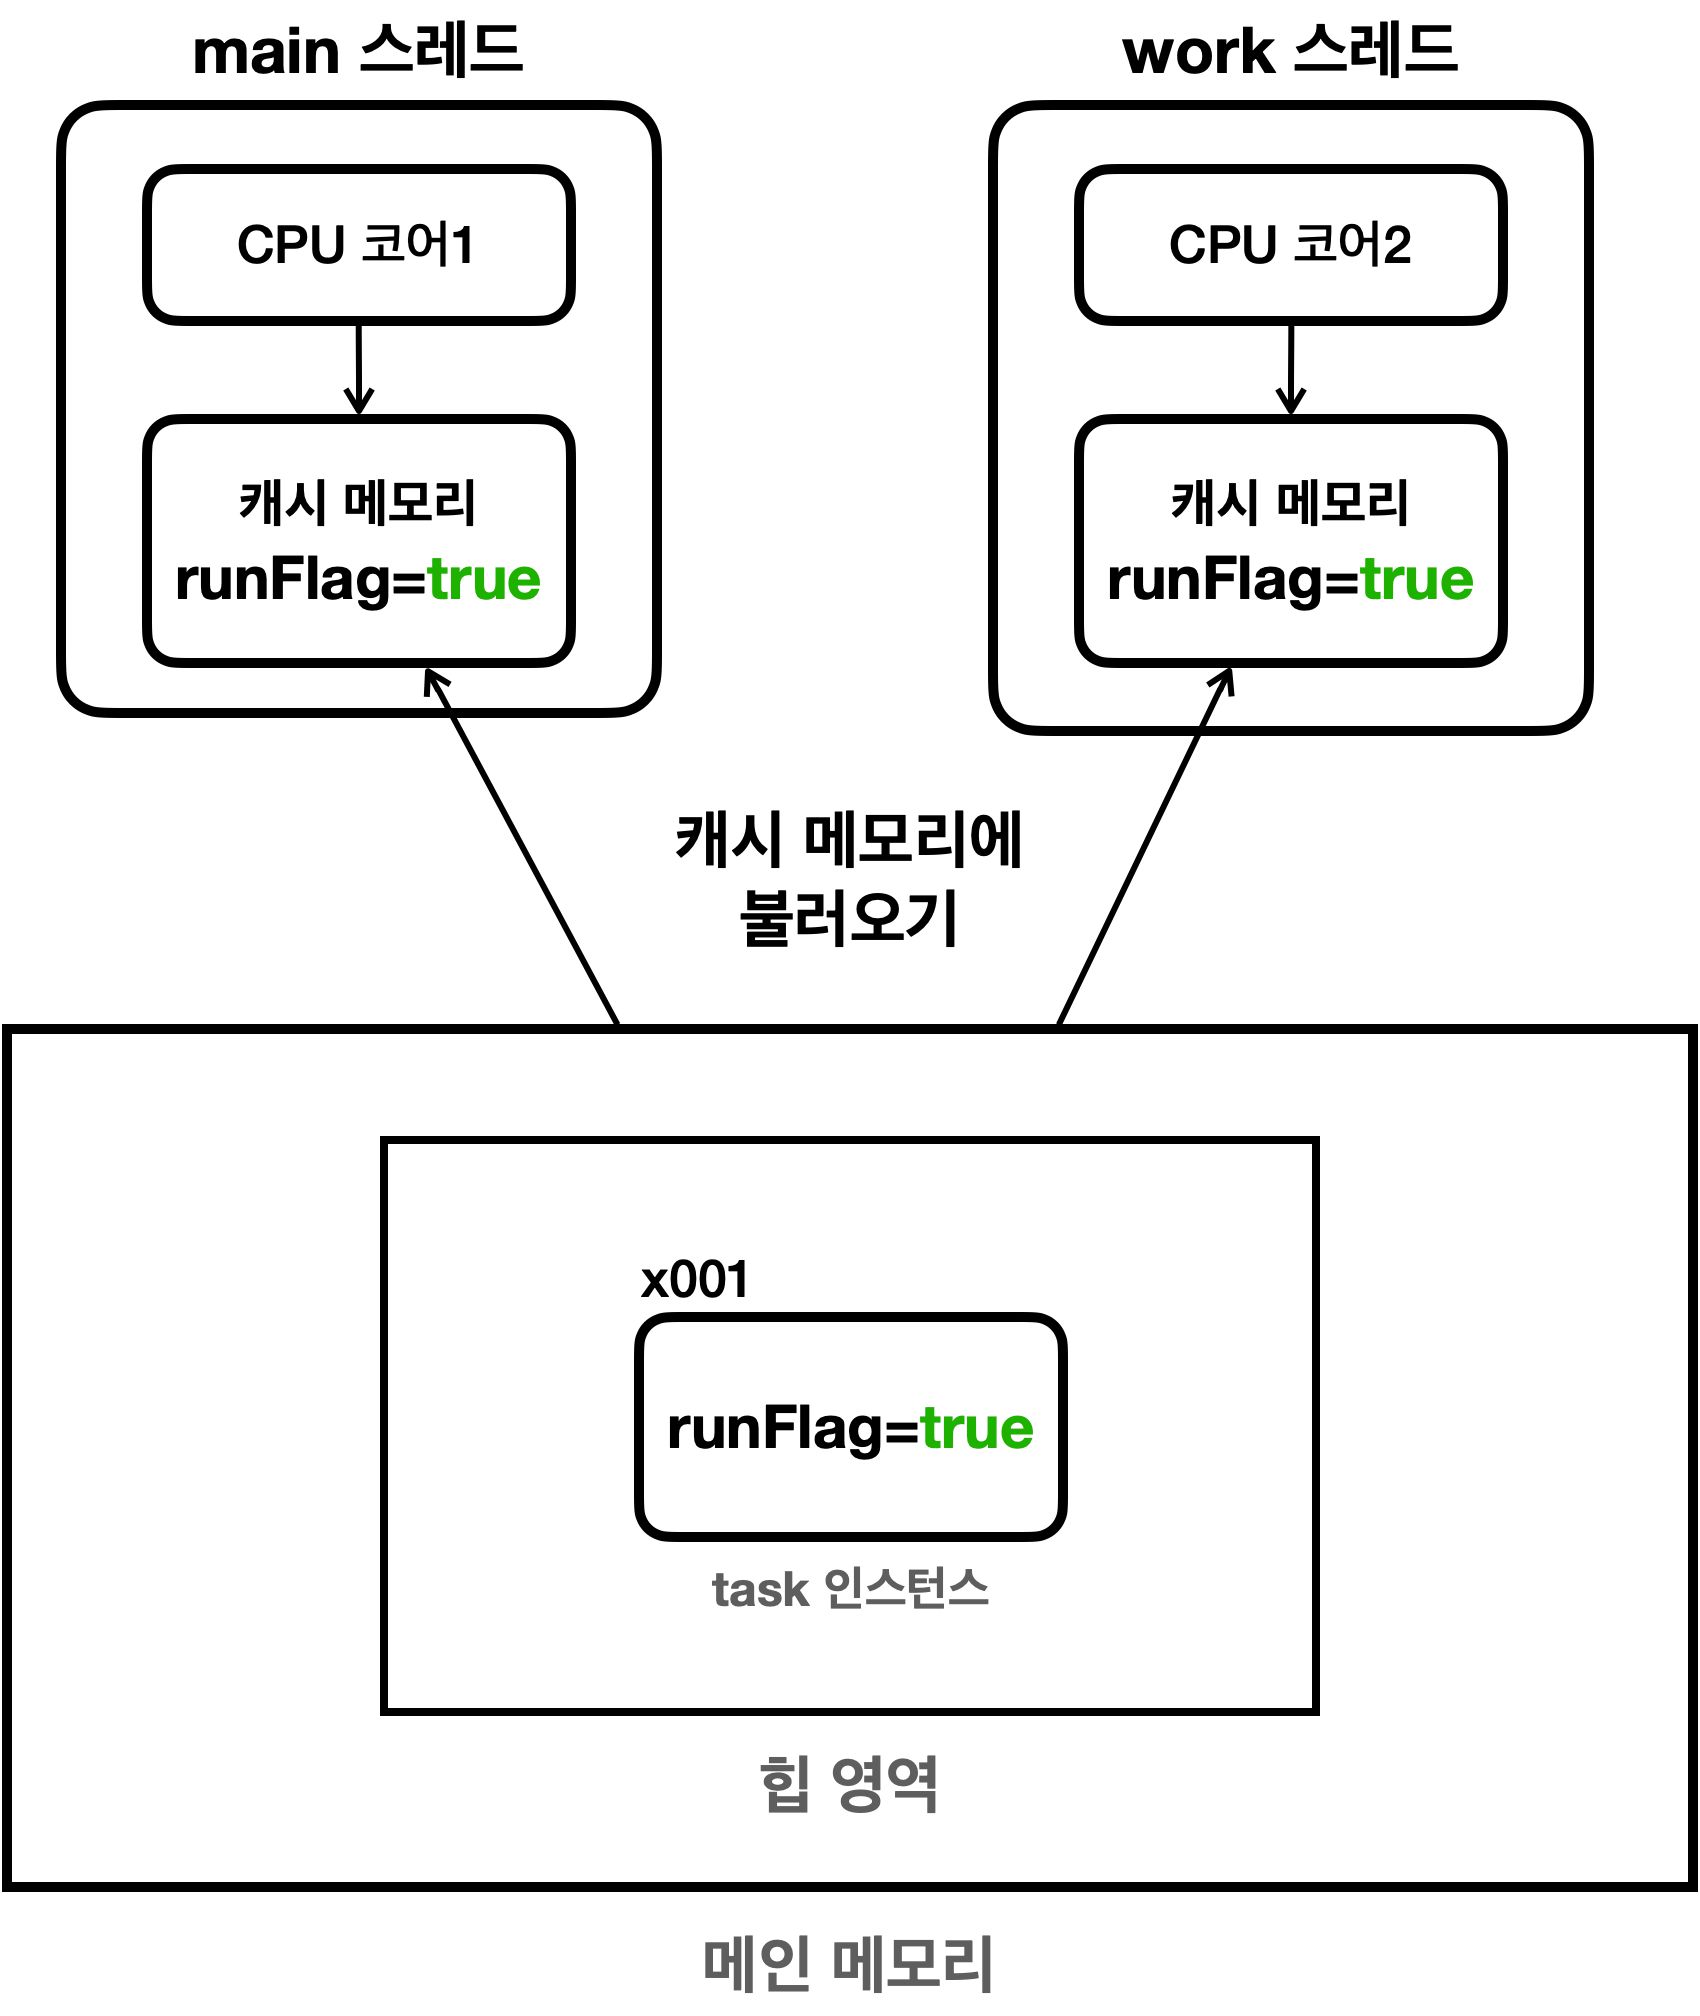 main 스레드
work 스레드
CPU 코어1
CPU 코어2
캐시 메모리
runFlag=true
캐시 메모리
runFlag=true
캐시 메모리에
불러오기
x001
runFlag=true
task 인스턴스
힙 영역
메인 메모리